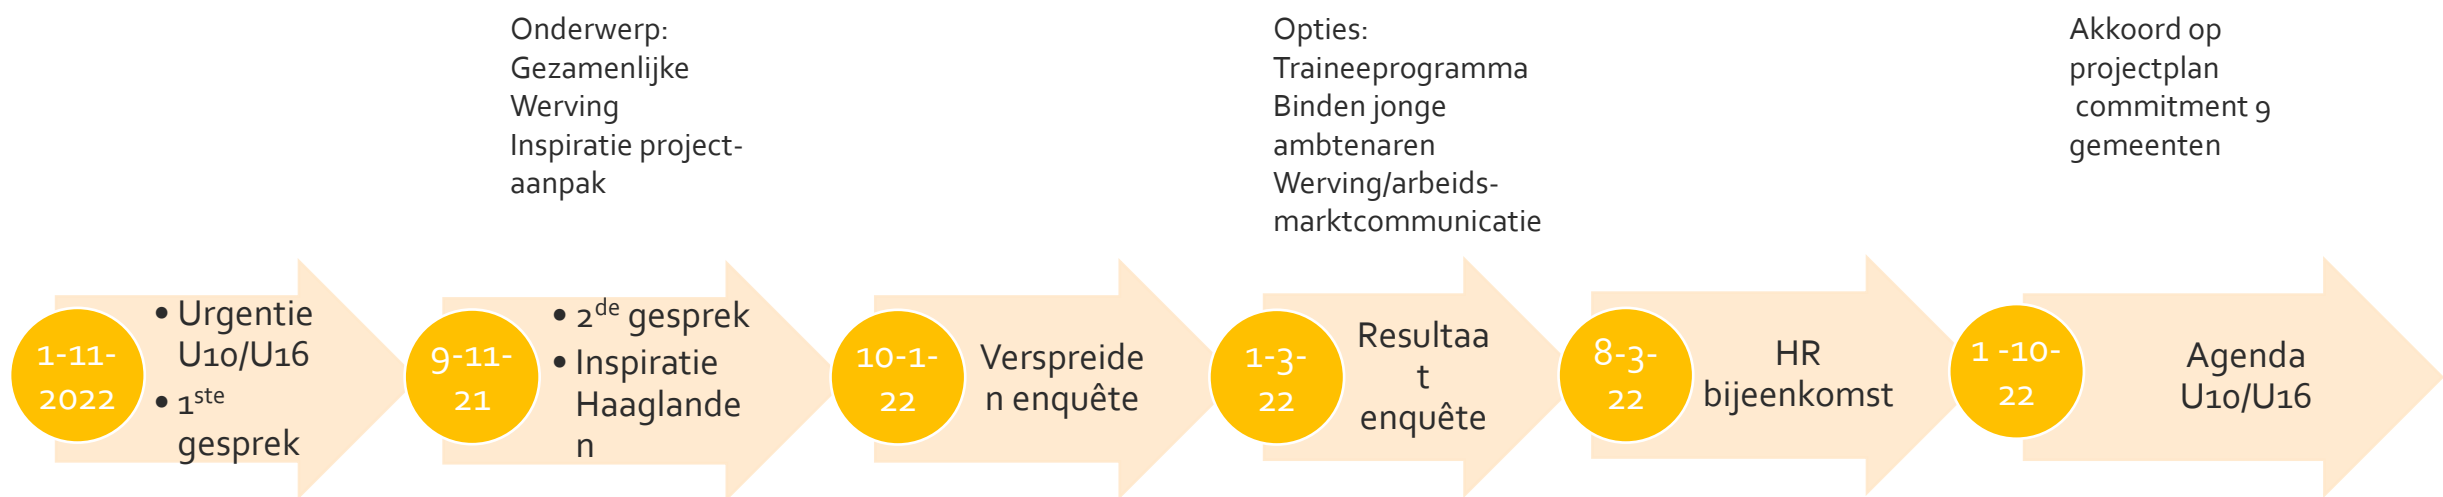 Onderwerp:
Gezamenlijke
Werving
Inspiratie project-
aanpak
Opties:
Traineeprogramma
Binden jonge
ambtenaren
Werving/arbeids-
marktcommunicatie
Akkoord op
projectplan
commitment 9
gemeenten
1-11-
2022
• Urgentie
U10/U16
• 1ste
gesprek
9-11-
21
• 2de gesprek
• Inspiratie
Haaglande
n
10-1-
22
Verspreide
n enquête
1-3-
22
Resultaa
t
enquête
8-3-
22
HR
bijeenkomst
1 -10-
22
Agenda
U10/U16